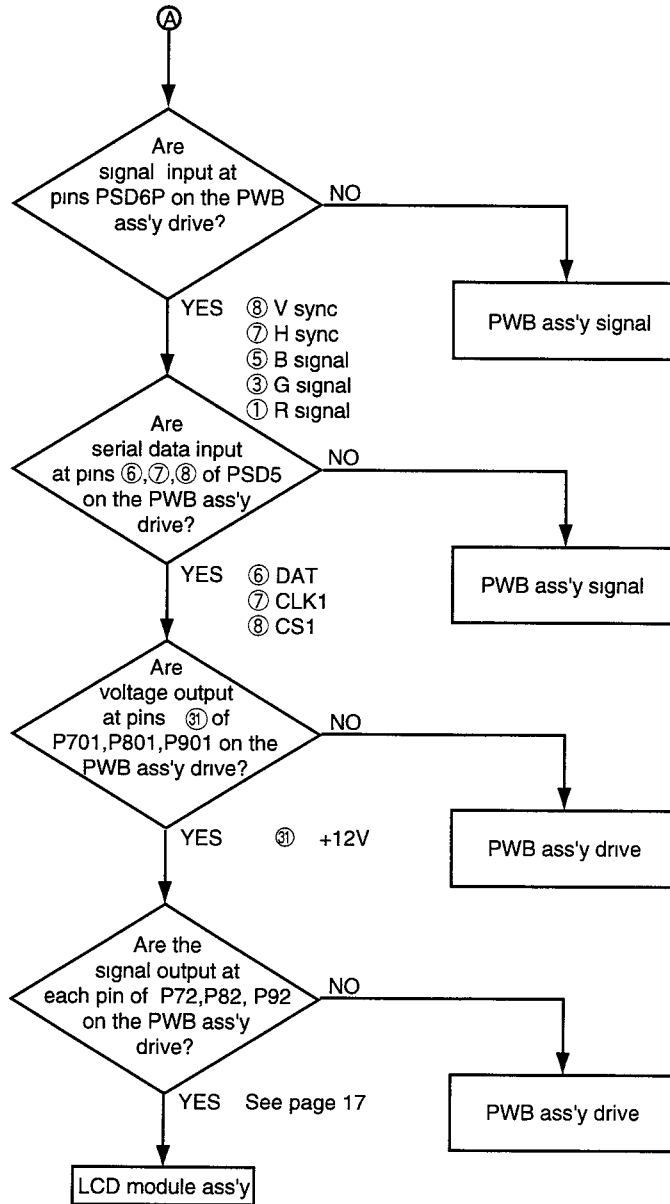 Ⓐ
Are
signal input at
pins PSD6P on the PWB
ass'y drive?
NO
PWB ass'y signal
YES
⑧ V sync
⑦ H sync
⑤ B signal
③ G signal
① R signal
Are
serial data input
at pins ⑥,⑦,⑧ of PSD5
on the PWB ass'y
drive?
NO
PWB ass'y signal
YES
⑥ DAT
⑦ CLK1
⑧ CS1
Are
voltage output
at pins ㉛ of
P701,P801,P901 on the
PWB ass'y drive?
NO
PWB ass'y drive
YES
㉛ +12V
Are the
signal output at
each pin of P72,P82, P92
on the PWB ass'y
drive?
NO
PWB ass'y drive
YES See page 17
LCD module ass'y